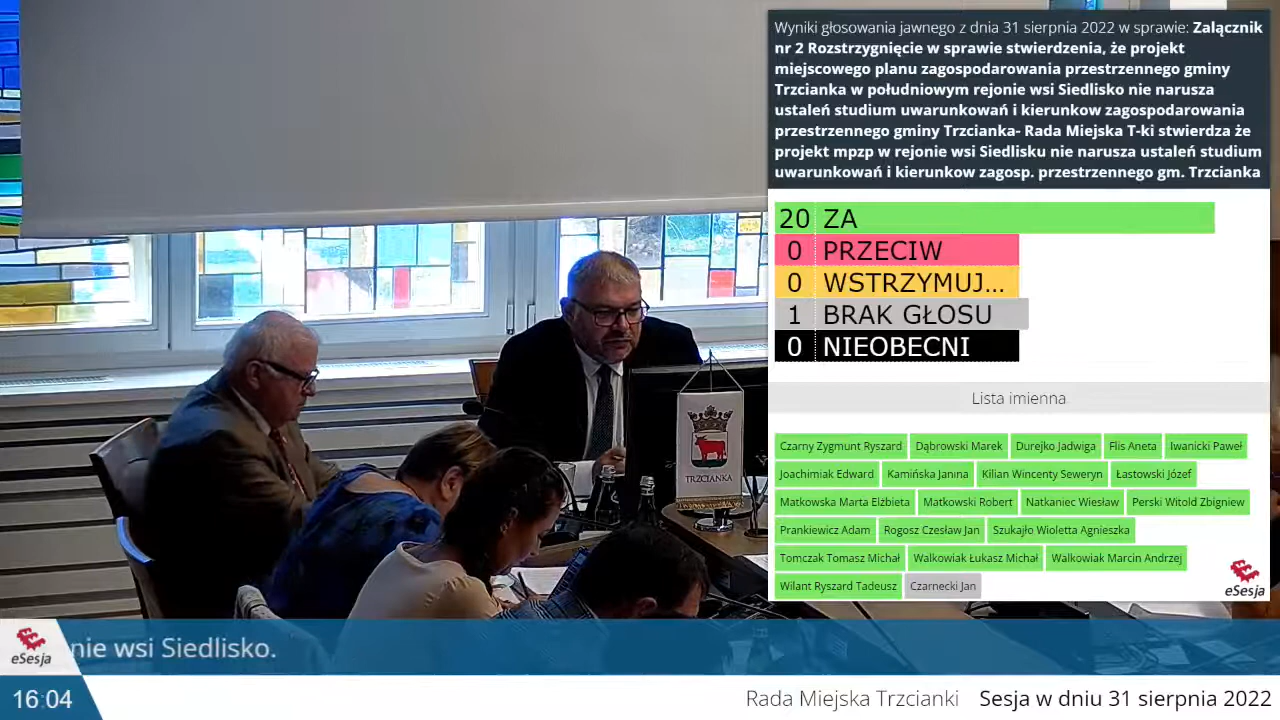 Wyniki głosowania jawnego z dnia 31 sierpnia 2022 w sprawie: Zalącznik
nr 2 Rozstrzygnięcie w sprawie stwierdzenia, że projekt
miejscowego planu zagospodarowania przestrzennego gminy
Trzcianka w południowym rejonie wsi Siedlisko nie narusza
ustaleń studium uwarunkowań i kierunkow zagospodarowania
przestrzennego gminy Trzcianka- Rada Miejska T-ki stwierdza że
projekt mpzp w rejonie wsi Siedlisku nie narusza ustaleń studium
uwarunkowań i kierunkow zagosp. przestrzennego gm. Trzcianka
20 ZA
0 PRZECIW
0 WSTRZYMUJ...
1 BRAK GŁOSU
0 NIEOBECNI
Lista imienna
Czarny Zygmunt Ryszard Dąbrowski Marek Durejko Jadwiga Flis Aneta Iwanicki Paweł
Joachimiak Edward Kamińska Janina Kilian Wincenty Seweryn Łastowski Józef
Matkowska Marta Elżbieta Matkowski Robert Natkaniec Wiesław Perski Witold Zbigniew
Prankiewicz Adam Rogosz Czesław Jan Szukajło Wioletta Agnieszka
Tomczak Tomasz Michał Walkowiak Łukasz Michał Walkowiak Marcin Andrzej
Wilant Ryszard Tadeusz Czarnecki Jan
eSesja
TRZCIANKA
eSesja
nie wsi Siedlisko.
16:04
Rada Miejska Trzcianki Sesja w dniu 31 sierpnia 2022